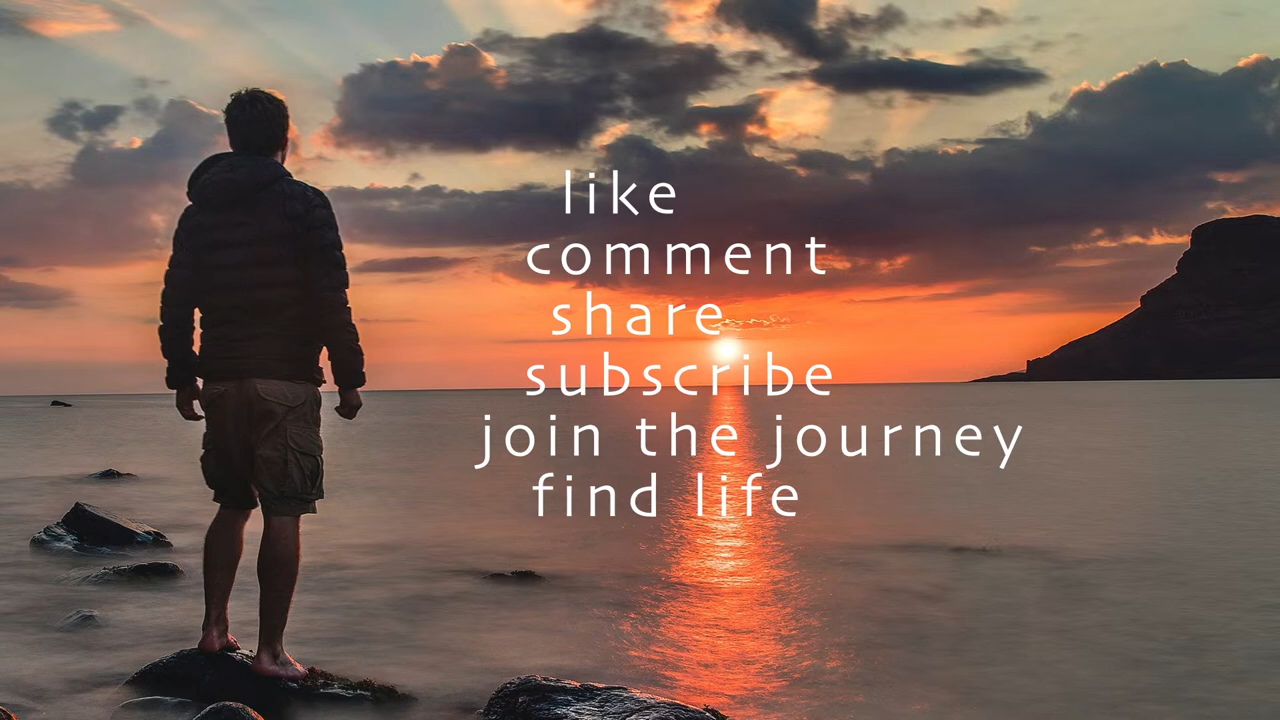 like
comment
share
subscribe
join the journey
find life